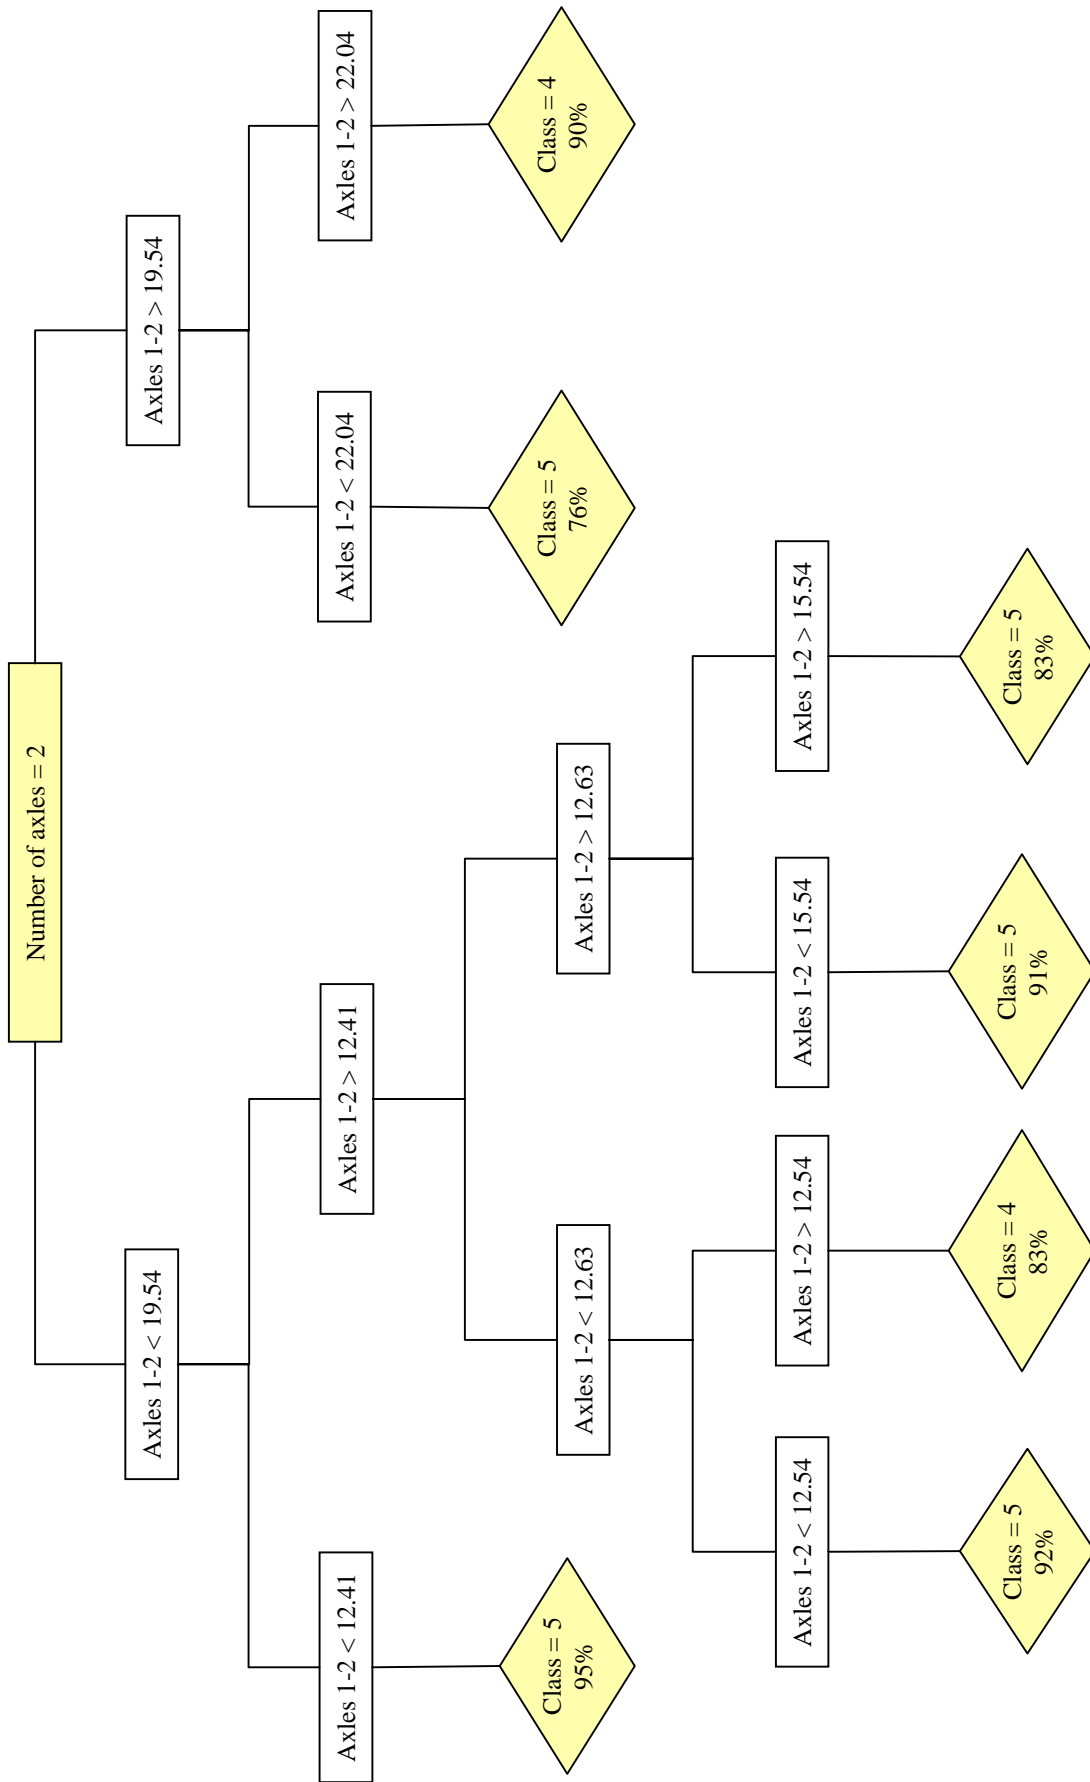 Number of axles = 2
Axles 1-2 < 19.54
Axles 1-2 > 19.54
Axles 1-2 < 12.41
Axles 1-2 > 12.41
Axles 1-2 < 22.04
Axles 1-2 > 22.04
Class = 5
95%
Class = 5
76%
Class = 4
90%
Axles 1-2 < 12.63
Axles 1-2 > 12.63
Axles 1-2 < 12.54
Axles 1-2 > 12.54
Axles 1-2 < 15.54
Axles 1-2 > 15.54
Class = 5
92%
Class = 4
83%
Class = 5
91%
Class = 5
83%